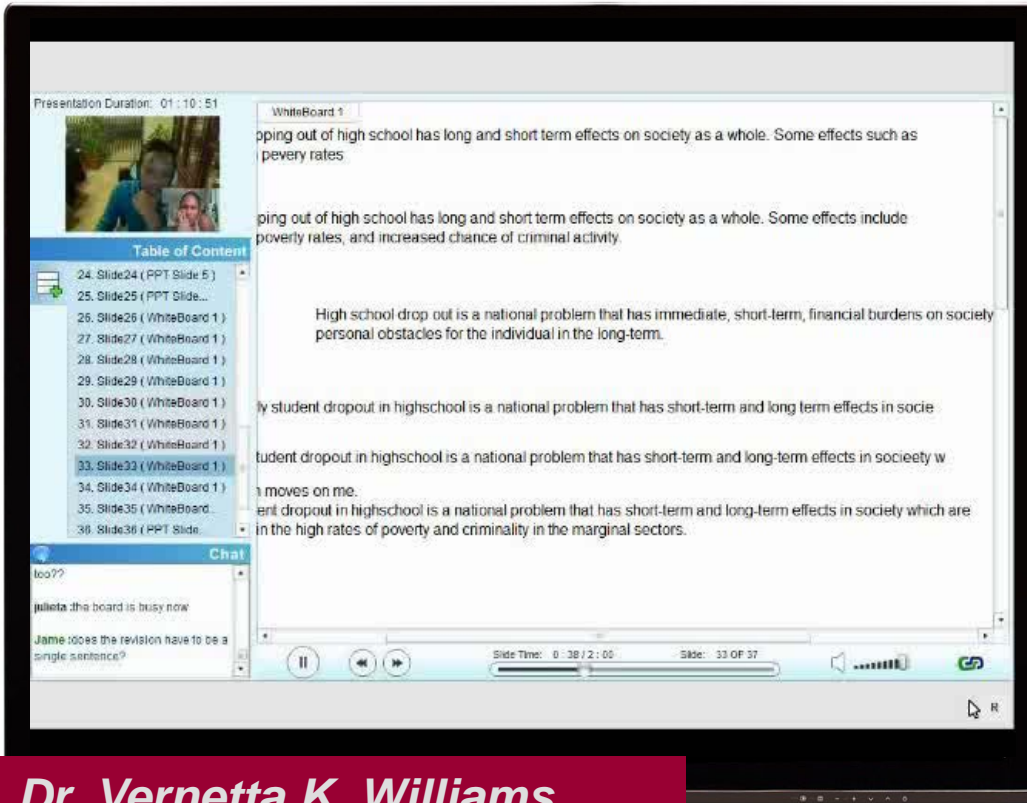 Presentation Duration: 01 : 10 : 51
WhiteBoard 1
pping out of high school has long and short term effects on society as a whole. Some effects such as
pevery rates
ping out of high school has long and short term effects on society as a whole. Some effects include
poverty rates, and increased chance of criminal activity.
High school drop out is a national problem that has immediate, short-term, financial burdens on society
personal obstacles for the individual in the long-term.
ly student dropout in highschool is a national problem that has short-term and long term effects in socie
tudent dropout in highschool is a national problem that has short-term and long-term effects in socieety w
moves on me.
ent dropout in highschool is a national problem that has short-term and long-term effects in society which are
in the high rates of poverty and criminality in the marginal sectors.
Table of Content
24. Slide24 ( PPT Slide 5 )
25. Slide25 ( PPT Slide...
26. Slide26 ( WhiteBoard 1 )
27. Slide27 ( WhiteBoard 1 )
28. Slide28 ( WhiteBoard 1 )
29. Slide29 ( WhiteBoard 1 )
30. Slide30 ( WhiteBoard 1 )
31. Slide31 ( WhiteBoard 1 )
32. Slide32 ( WhiteBoard 1 )
33. Slide33 ( WhiteBoard 1 )
34. Slide34 ( WhiteBoard 1 )
35. Slide35 ( WhiteBoard...
36. Slide36 ( PPT Slide...
Chat
too??
julieta :the board is busy now
Jame :does the revision have to be a
single sentence?
Slide Time: 0 : 38 / 2 : 00
Slide: 33 OF 37
R
Dr. Vernetta K. Williams